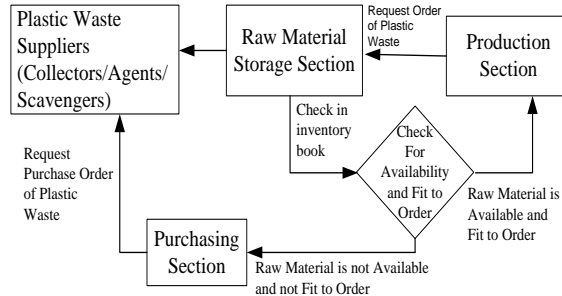 Plastic Waste
Suppliers
(Collectors/Agents/
Scavengers)
Raw Material
Storage Section
Request Order
of Plastic
Waste
Production
Section
Check in
inventory
book
Check
For
Availability
and Fit to
Order
Raw Material is
Available and
Fit to Order
Request
Purchase Order
of Plastic
Waste
Purchasing
Section
Raw Material is not Available
and not Fit to Order